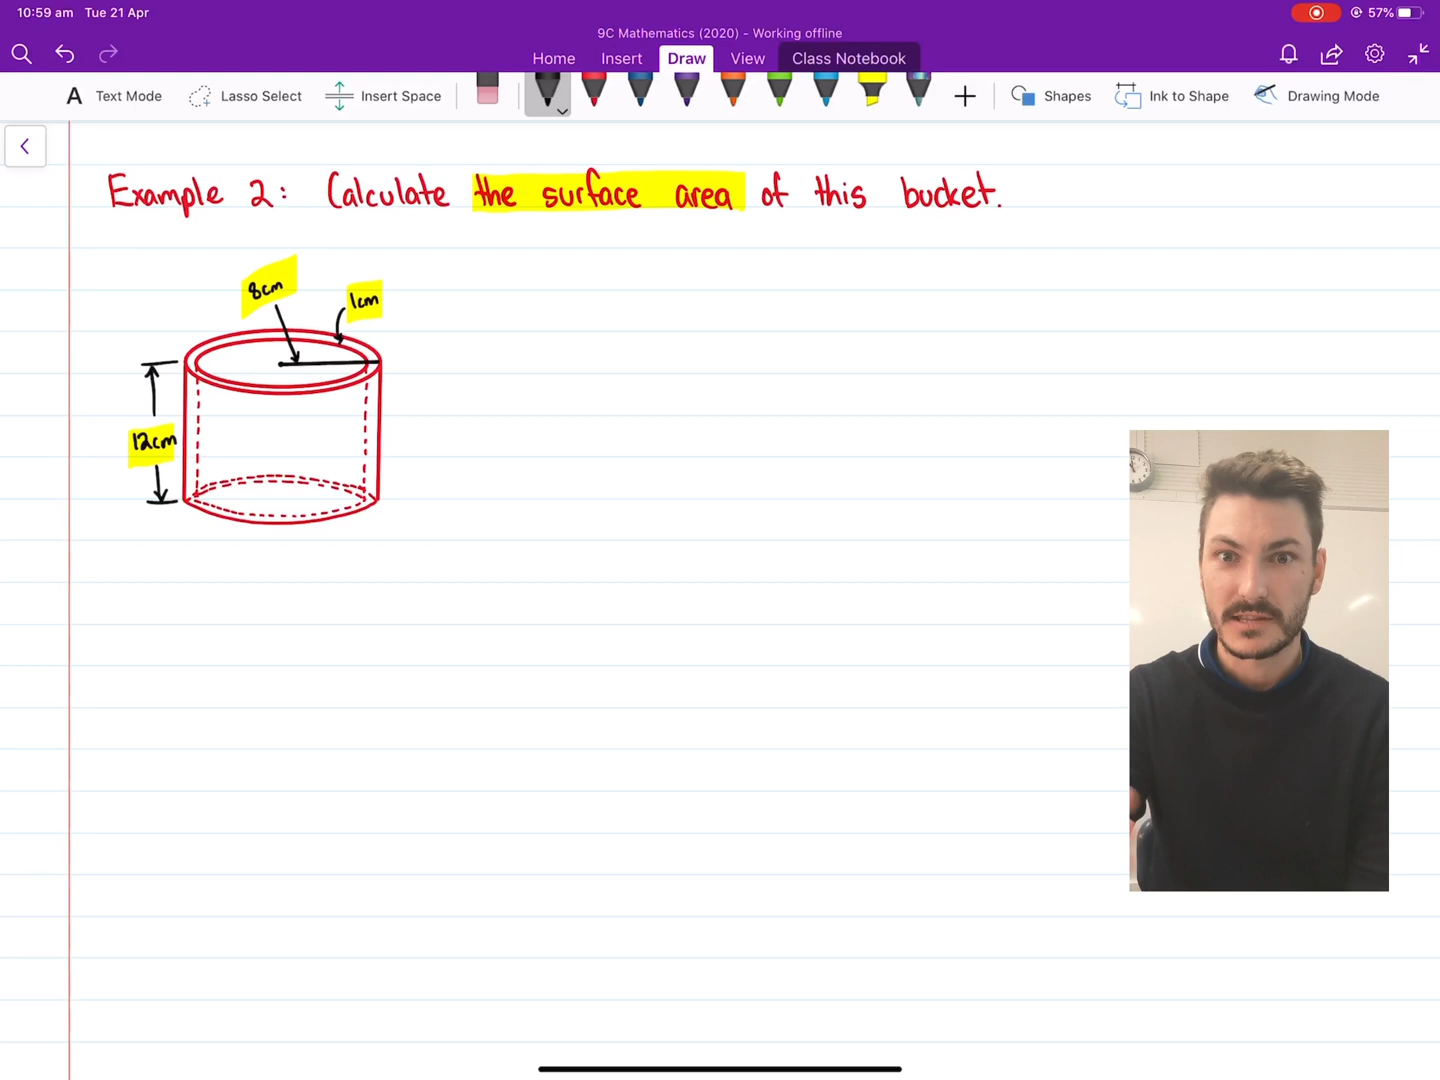 10:59 am Tue 21 Apr
57%
9C Mathematics (2020) - Working offline
Home Insert Draw View Class Notebook
A Text Mode Lasso Select Insert Space Shapes Ink to Shape Drawing Mode
Example 2: Calculate the surface area of this bucket.
8cm
1cm
12cm